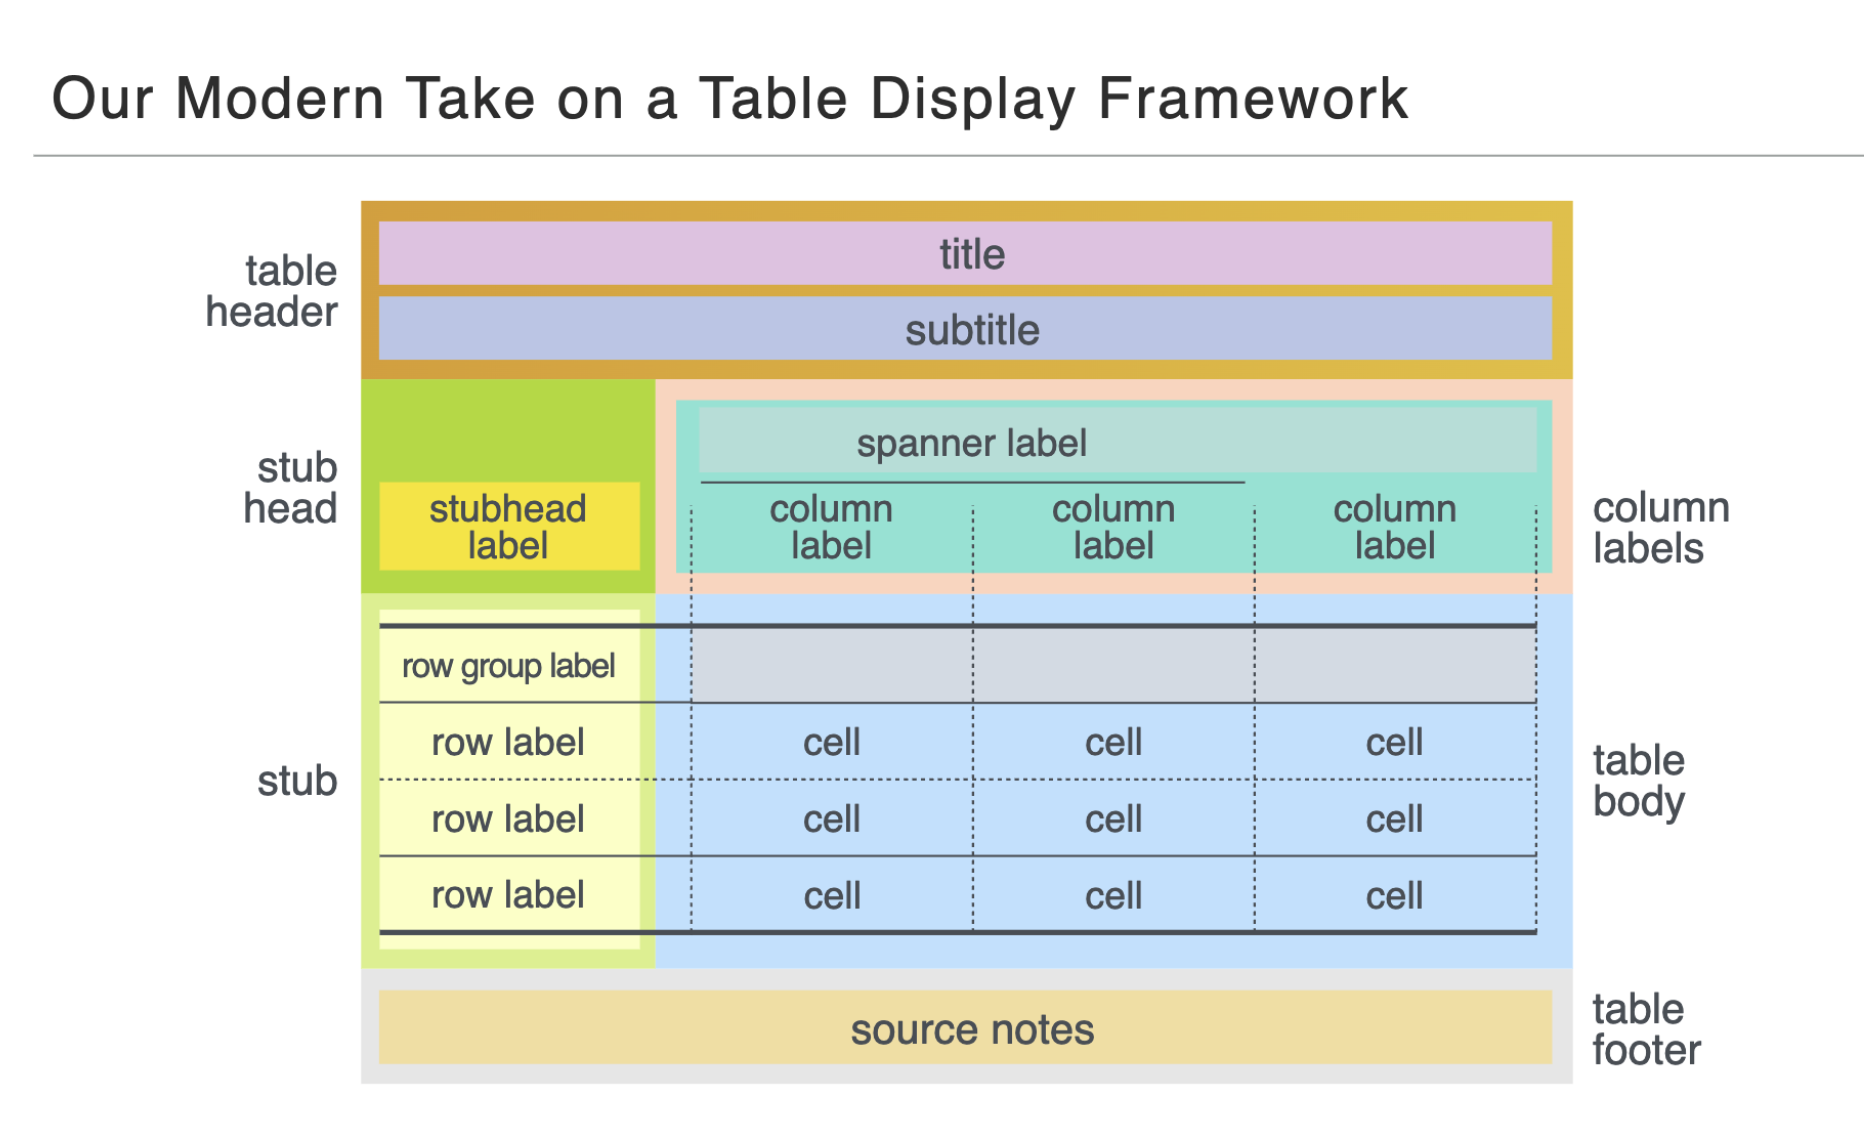 Our Modern Take on a Table Display Framework
table
header
title
subtitle
stub
head
stubhead
label
spanner label
column
label
column
label
column
label
column
labels
stub
row group label
row label
cell
cell
cell
row label
cell
cell
cell
row label
cell
cell
cell
table
body
source notes
table
footer